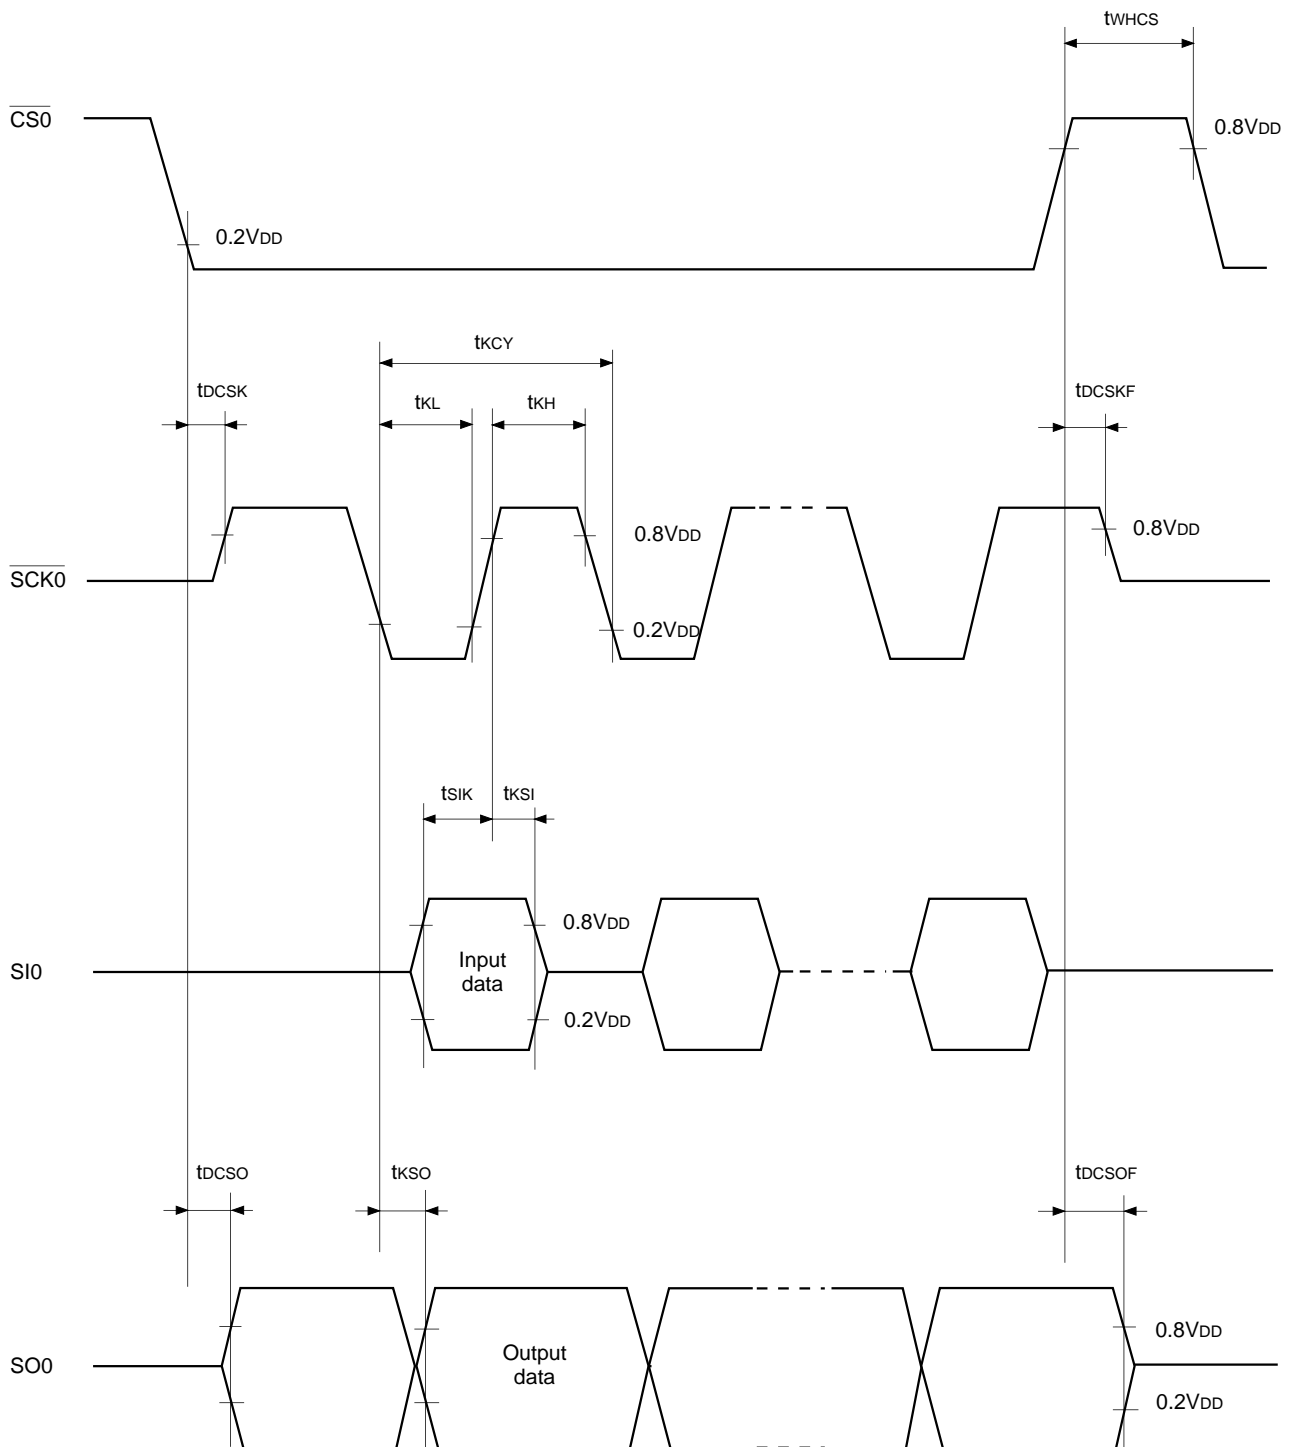 tWHCS
CS0
0.8VDD
0.2VDD
tKCY
tDCSK
tKL
tKH
tDCSKF
0.8VDD
0.8VDD
SCK0
0.2VDD
tSIK
tKSI
0.8VDD
Input
data
SI0
0.2VDD
tDCSO
tKSO
tDCSOF
0.8VDD
Output
data
SO0
0.2VDD